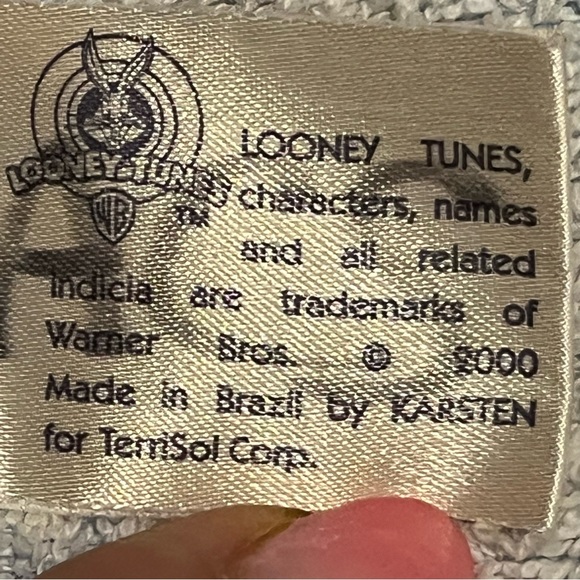 LOONEY TUNES
WB
TM
LOONEY TUNES,
characters, names
and all related
indicia are trademarks of
Warner Bros. © 2000
Made in Brazil by KARSTEN
for TerriSol Corp.